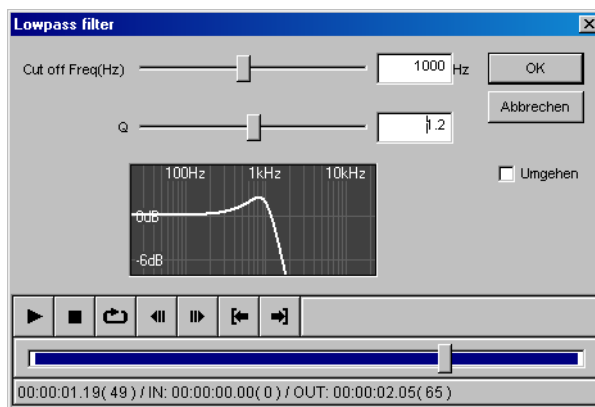 Lowpass filter
Cut off Freq(Hz) 1000 Hz OK
Abbrechen
Q 1.2
Umgehen
100Hz 1kHz 10kHz
0dB
-6dB
00:00:01.19( 49 ) / IN: 00:00:00.00( 0 ) / OUT: 00:00:02.05( 65 )